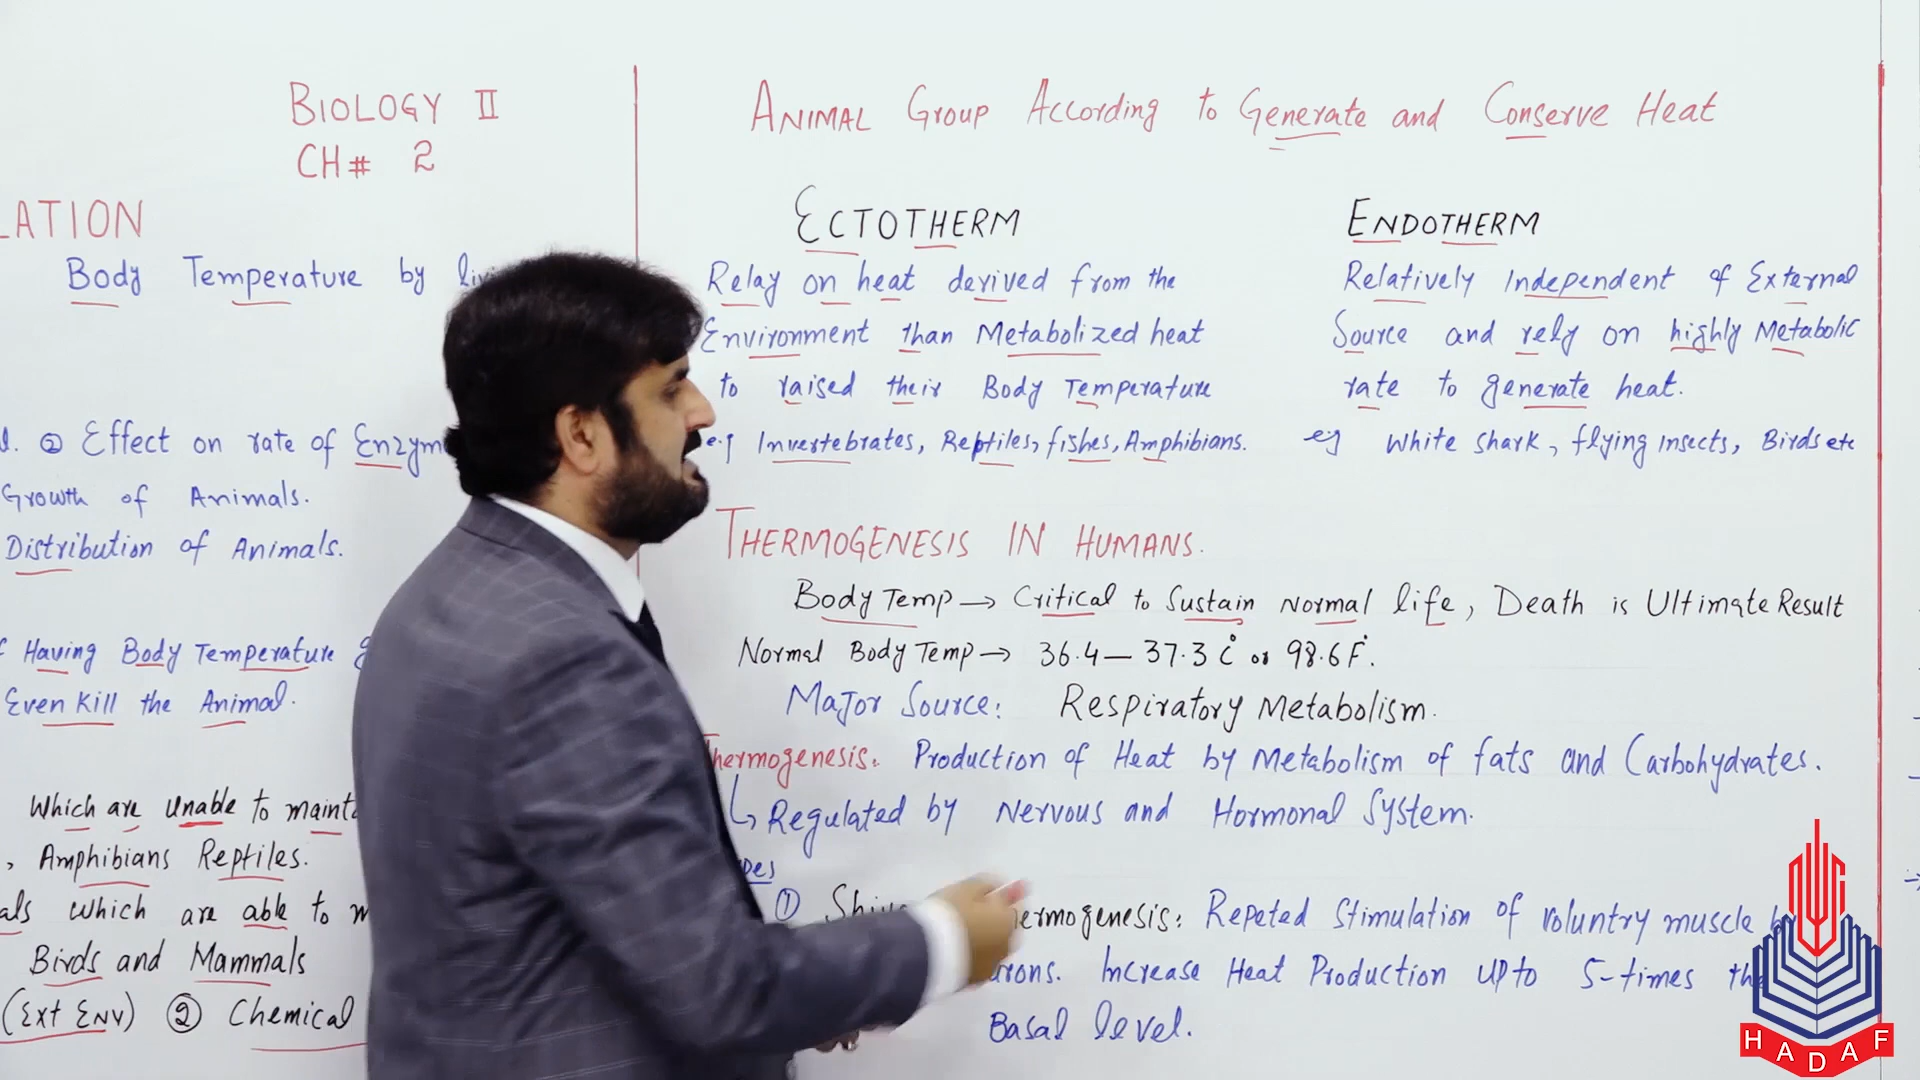 BIOLOGY II
CH# 2
LATION
Body Temperature by
② Effect on rate of
Growth of Animals.
Distribution of Animals.
Having Body Temperature
Even Kill the Animal.
Which are unable to
, Amphibians Reptiles.
which are able to
Birds and Mammals
(Ext Env) ② Chemical
ANIMAL Group According to Generate and Conserve Heat
ECTOTHERM
Relay on heat derived from the
Environment than Metabolized heat
to raised their Body Temperature
e.g Invertebrates, Reptiles, fishes, Amphibians.
ENDOTHERM
Relatively Independent of External
Source and rely on highly Metabolic
rate to generate heat.
eg White shark, flying insects, Birds etc
THERMOGENESIS IN HUMANS.
Body Temp → Critical to Sustain Normal life, Death is Ultimate Result
Normal Body Temp → 36.4 – 37.3 C° or 98.6 F°.
Major Source: Respiratory Metabolism.
Thermogenesis: Production of Heat by Metabolism of fats and Carbohydrates.
↳ Regulated by Nervous and Hormonal System.
① ermogenesis: Repeted Stimulation of voluntry muscle
Increase Heat Production upto 5-times
Basal level.
HADAF